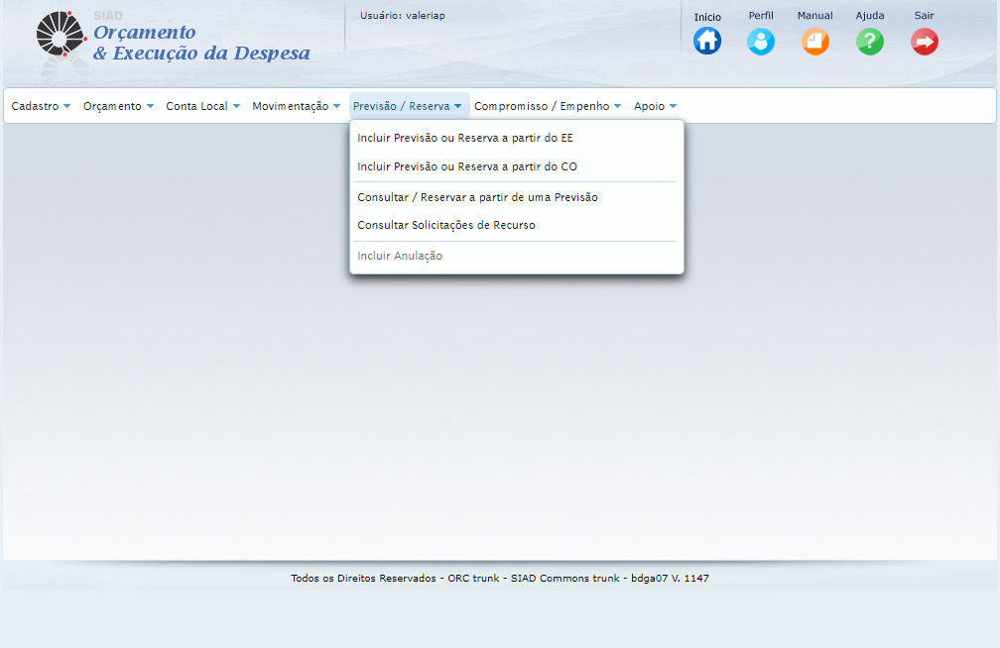 SIAD
Orçamento
& Execução da Despesa
Usuário: valeriap
Início Perfil Manual Ajuda Sair
Cadastro Orçamento Conta Local Movimentação Previsão / Reserva Compromisso / Empenho Apoio
Incluir Previsão ou Reserva a partir do EE
Incluir Previsão ou Reserva a partir do CO
Consultar / Reservar a partir de uma Previsão
Consultar Solicitações de Recurso
Incluir Anulação
Todos os Direitos Reservados - ORC trunk - SIAD Commons trunk - bdga07 V. 1147